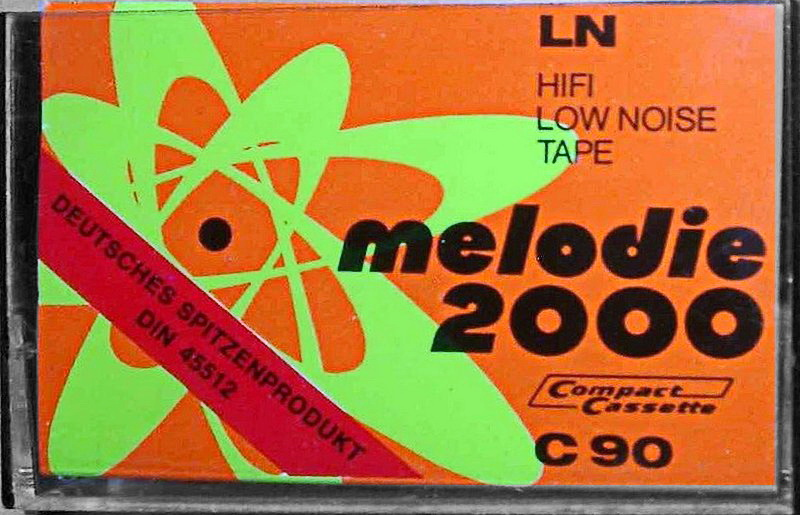 LN
HIFI
LOW NOISE
TAPE
melodie
2000
Compact
Cassette
C 90
DEUTSCHES SPITZENPRODUKT
DIN 45512